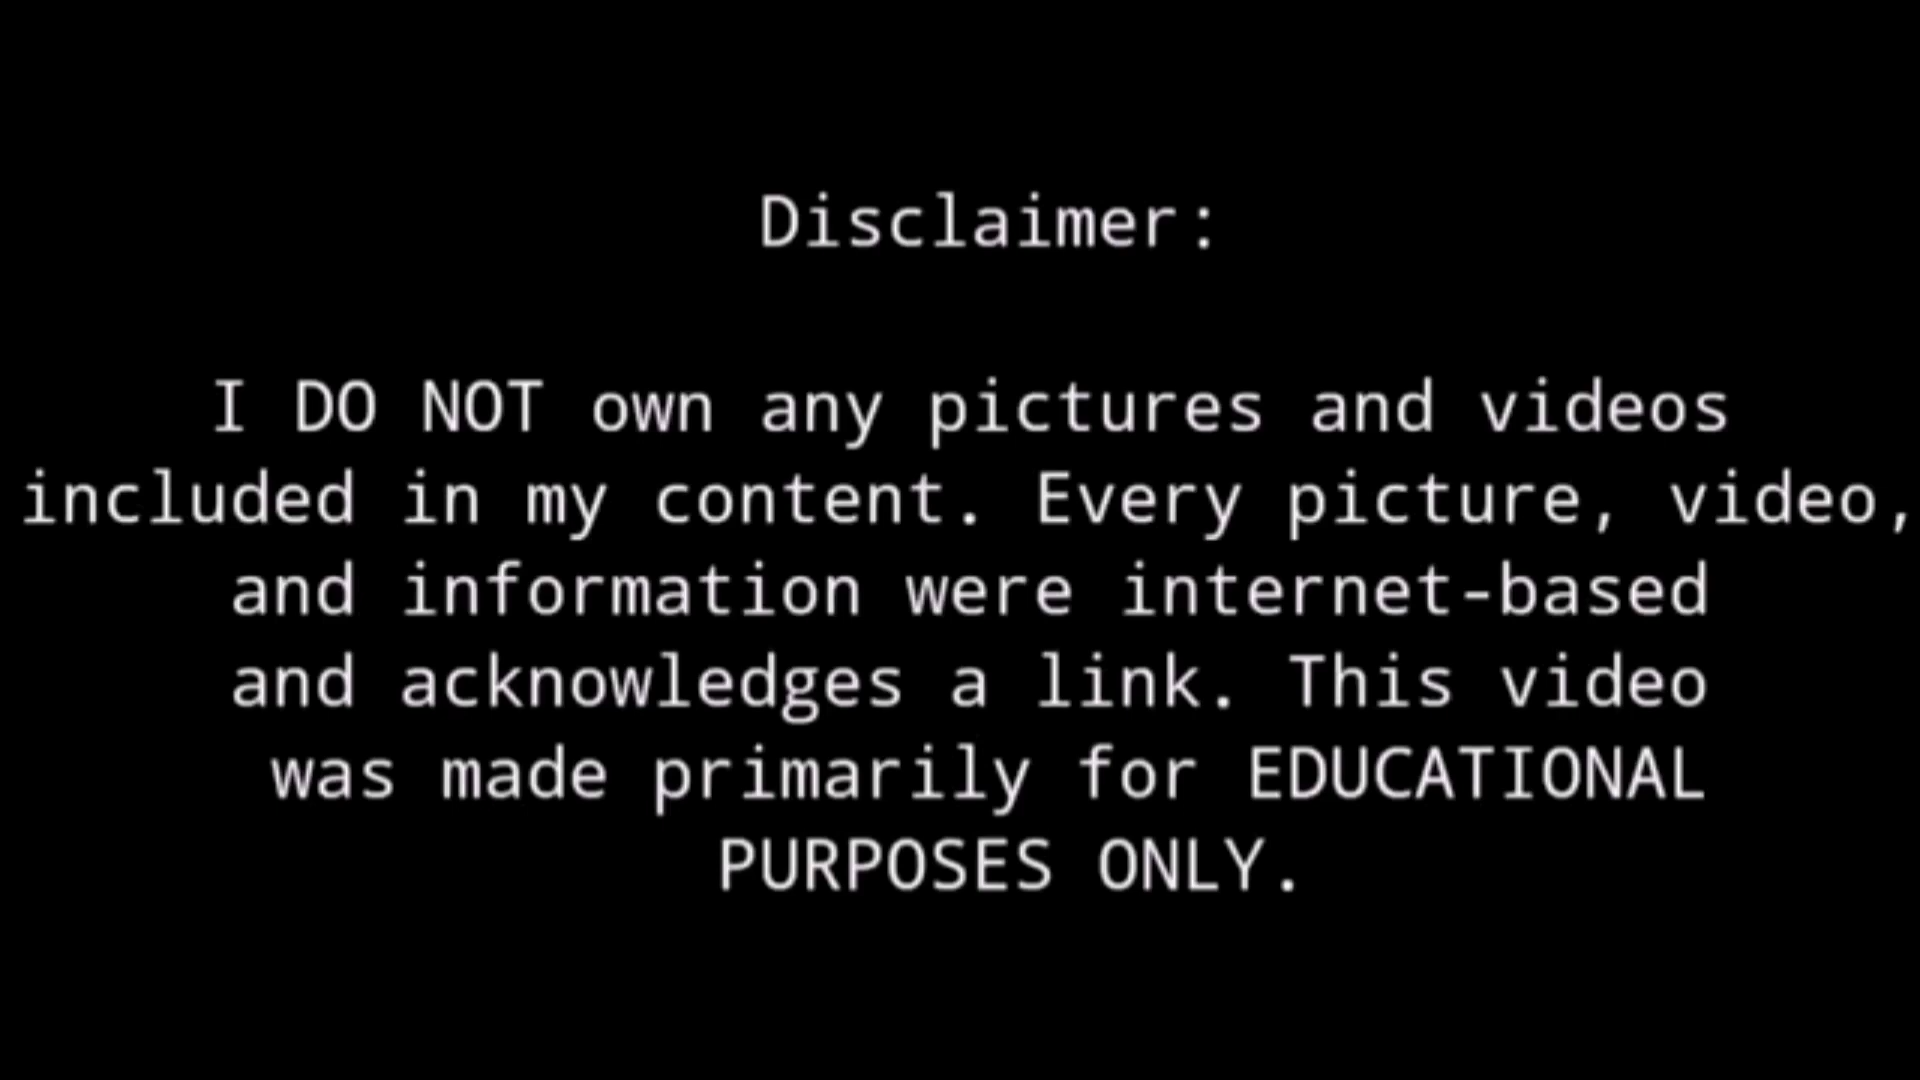 Disclaimer:
I DO NOT own any pictures and videos
included in my content. Every picture, video,
and information were internet-based
and acknowledges a link. This video
was made primarily for EDUCATIONAL
PURPOSES ONLY.